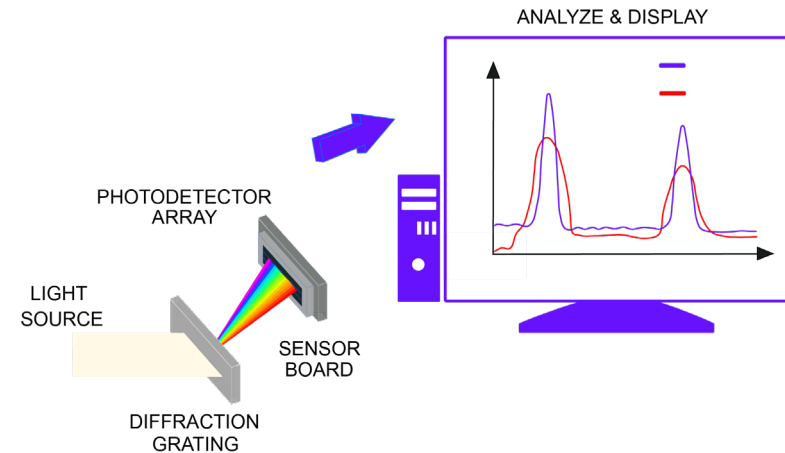 ANALYZE & DISPLAY
PHOTODETECTOR
ARRAY
LIGHT
SOURCE
SENSOR
BOARD
DIFFRACTION
GRATING